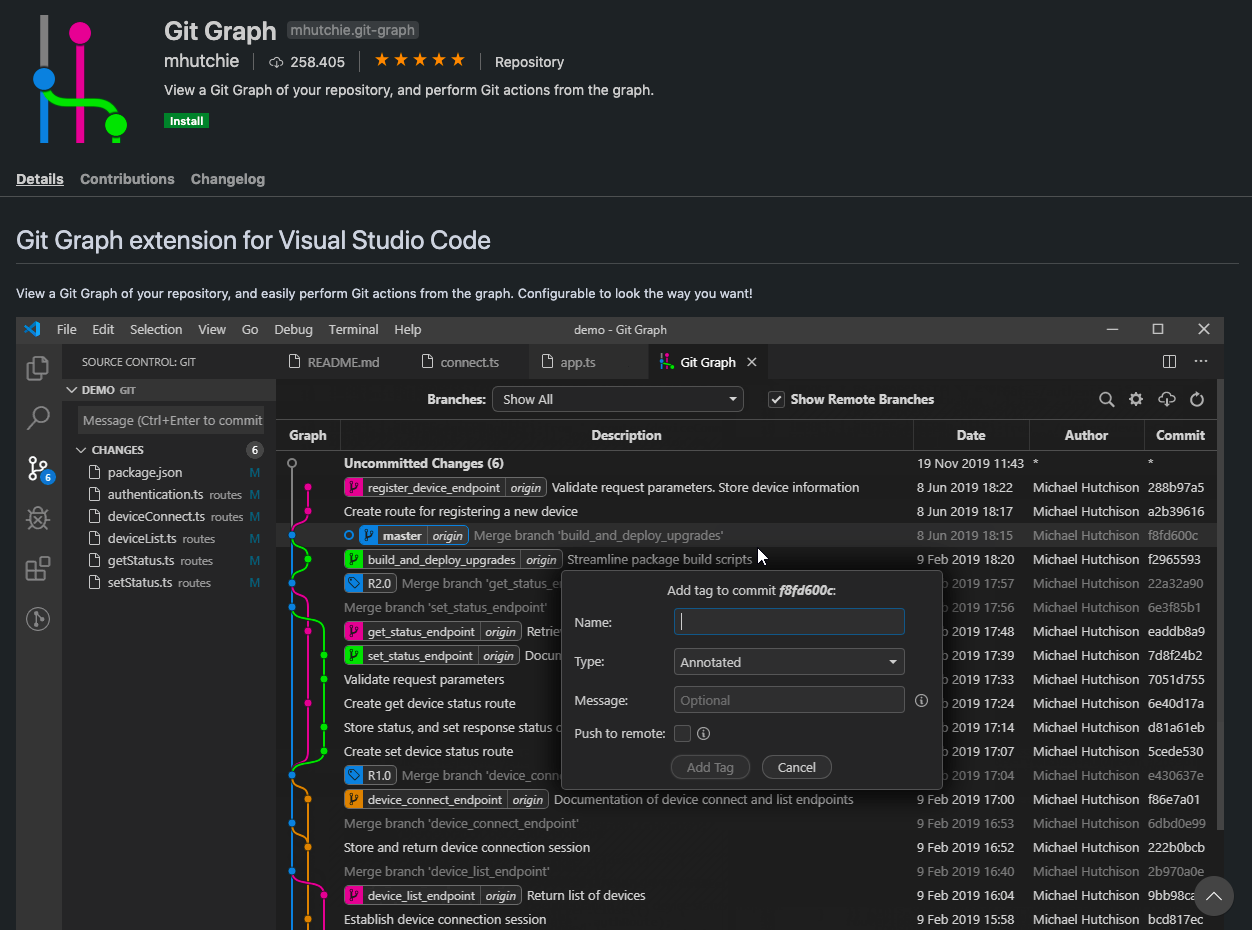 Git Graph mhutchie.git-graph
mhutchie 258.405 Repository
View a Git Graph of your repository, and perform Git actions from the graph.
Install
Details Contributions Changelog
Git Graph extension for Visual Studio Code
View a Git Graph of your repository, and easily perform Git actions from the graph. Configurable to look the way you want!
File Edit Selection View Go Debug Terminal Help demo - Git Graph
SOURCE CONTROL: GIT
README.md connect.ts app.ts Git Graph
DEMO GIT
Message (Ctrl+Enter to commit
CHANGES 6
package.json M
authentication.ts routes M
deviceConnect.ts routes M
deviceList.ts routes M
getStatus.ts routes M
setStatus.ts routes M
6
Branches: Show All Show Remote Branches
Graph Description Date Author Commit
Uncommitted Changes (6) 19 Nov 2019 11:43 * *
register_device_endpoint origin Validate request parameters. Store device information 8 Jun 2019 18:22 Michael Hutchison 288b97a5
Create route for registering a new device 8 Jun 2019 18:17 Michael Hutchison a2b39616
master origin Merge branch 'build_and_deploy_upgrades' 8 Jun 2019 18:15 Michael Hutchison f8fd600c
build_and_deploy_upgrades origin Streamline package build scripts 9 Feb 2019 18:20 Michael Hutchison f2965593
R2.0 Merge branch 'get_status_e b 2019 17:57 Michael Hutchison 22a32a90
Merge branch 'set_status_endpoint' b 2019 17:56 Michael Hutchison 6e3f85b1
get_status_endpoint origin Retrie b 2019 17:48 Michael Hutchison eaddb8a9
set_status_endpoint origin Docum b 2019 17:39 Michael Hutchison 7d8f24b2
Validate request parameters b 2019 17:33 Michael Hutchison 7051d755
Create get device status route b 2019 17:24 Michael Hutchison 6e40d17a
Store status, and set response status c b 2019 17:14 Michael Hutchison d81a61eb
Create set device status route b 2019 17:07 Michael Hutchison 5cede530
R1.0 Merge branch 'device_conn b 2019 17:04 Michael Hutchison e430637e
device_connect_endpoint origin Documentation of device connect and list endpoints 9 Feb 2019 17:00 Michael Hutchison f86e7a01
Merge branch 'device_connect_endpoint' 9 Feb 2019 16:53 Michael Hutchison 6dbd0e99
Store and return device connection session 9 Feb 2019 16:52 Michael Hutchison 222b0bcb
Merge branch 'device_list_endpoint' 9 Feb 2019 16:40 Michael Hutchison 2b970a0e
device_list_endpoint origin Return list of devices 9 Feb 2019 16:04 Michael Hutchison 9bb98ca
Establish device connection session 9 Feb 2019 15:58 Michael Hutchison bcd817ec
Add tag to commit f8fd600c:
Name:
Type: Annotated
Message: Optional
Push to remote:
Add Tag Cancel